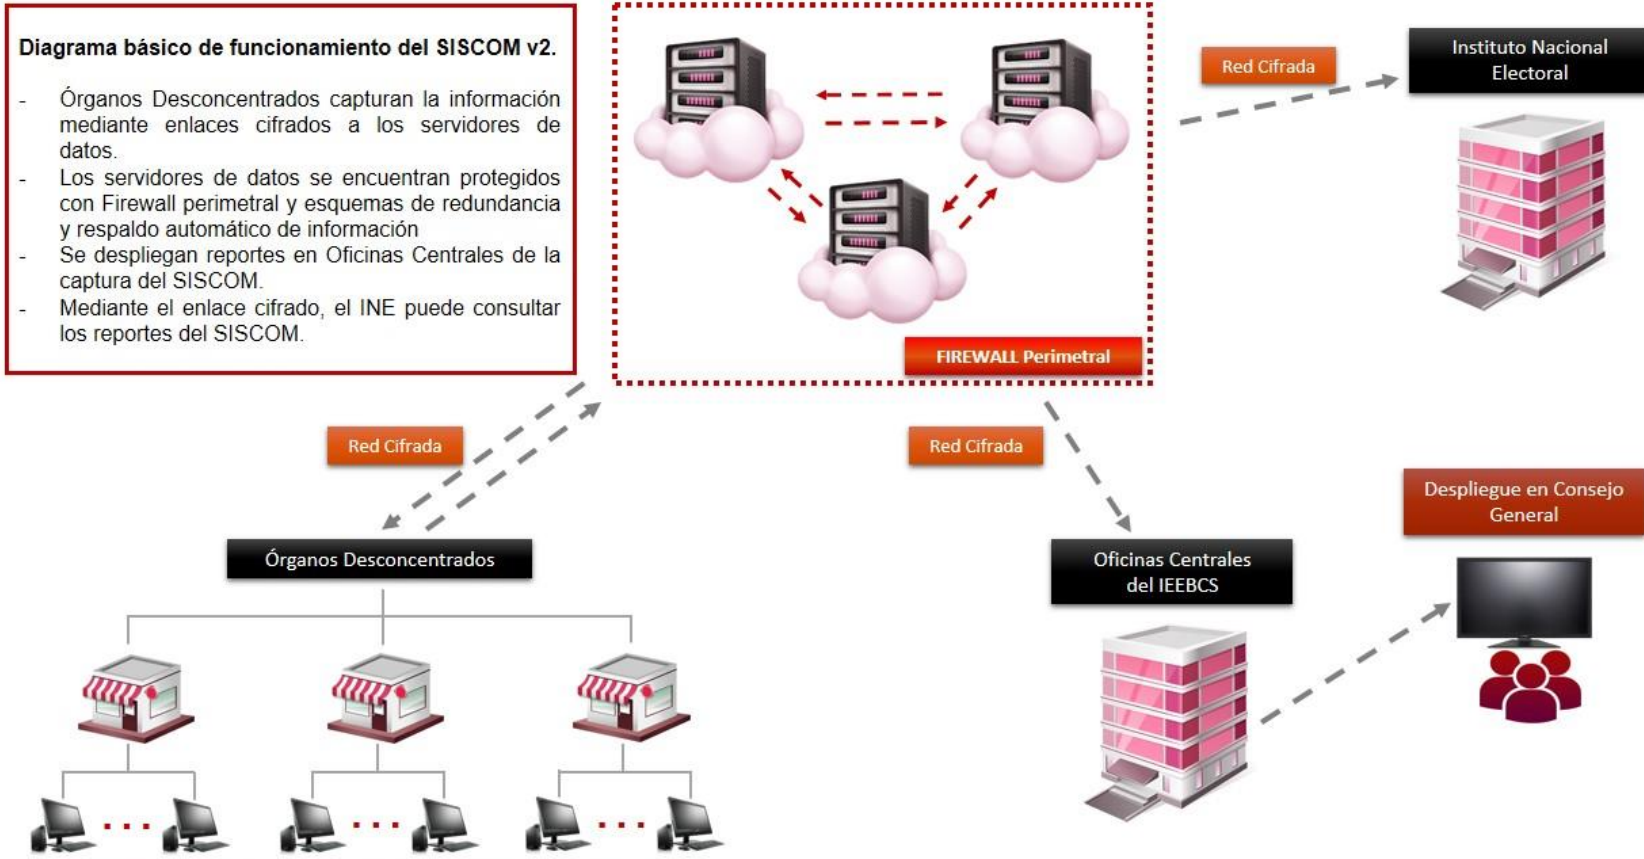 Diagrama básico de funcionamiento del SISCOM v2.
- Órganos Desconcentrados capturan la información
mediante enlaces cifrados a los servidores de
datos.
- Los servidores de datos se encuentran protegidos
con Firewall perimetral y esquemas de redundancia
y respaldo automático de información
- Se despliegan reportes en Oficinas Centrales de la
captura del SISCOM.
- Mediante el enlace cifrado, el INE puede consultar
los reportes del SISCOM.
FIREWALL Perimetral
Red Cifrada
Instituto Nacional
Electoral
Red Cifrada
Red Cifrada
Órganos Desconcentrados
Oficinas Centrales
del IEEBCS
Despliegue en Consejo
General